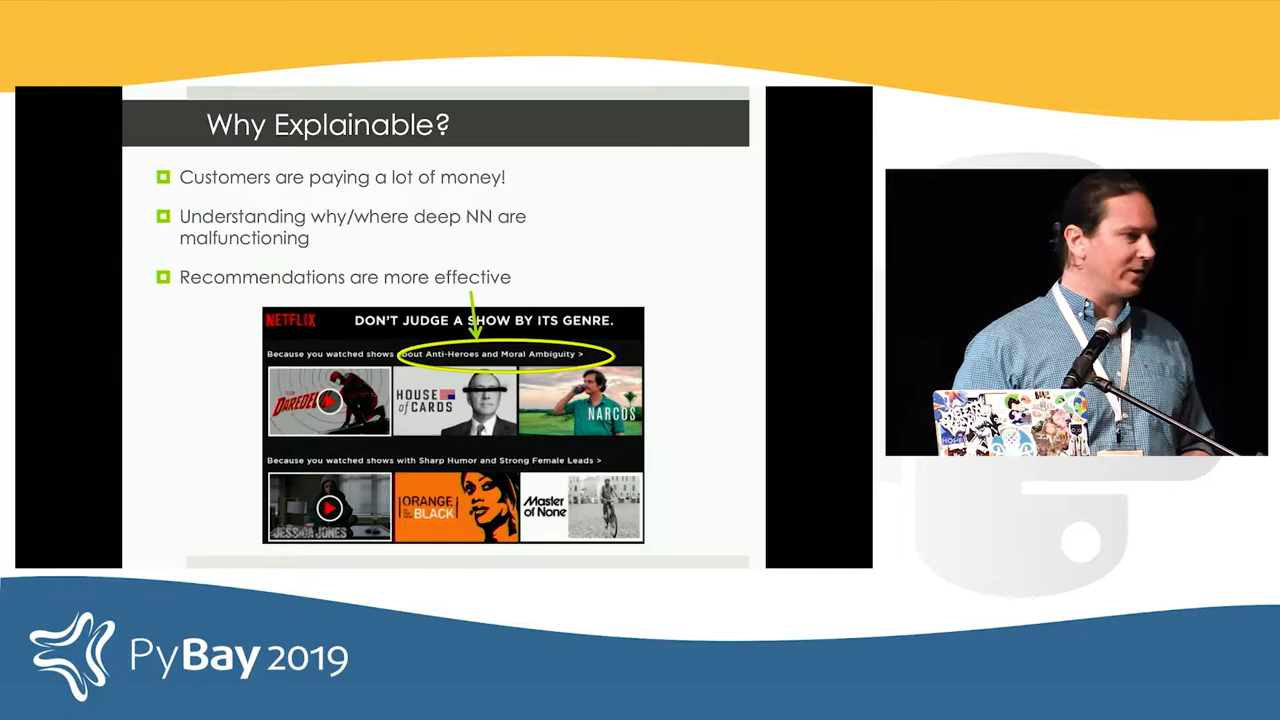 Why Explainable?
Customers are paying a lot of money!
Understanding why/where deep NN are
malfunctioning
Recommendations are more effective
NETFLIX
DON'T JUDGE A SHOW BY ITS GENRE.
Because you watched shows about Anti-Heroes and Moral Ambiguity >
DAREDEVIL
HOUSE
of CARDS
NARCOS
Because you watched shows with Sharp Humor and Strong Female Leads >
JESSICA JONES
ORANGE
BLACK
Master
of None
HOPE
PyBay 2019